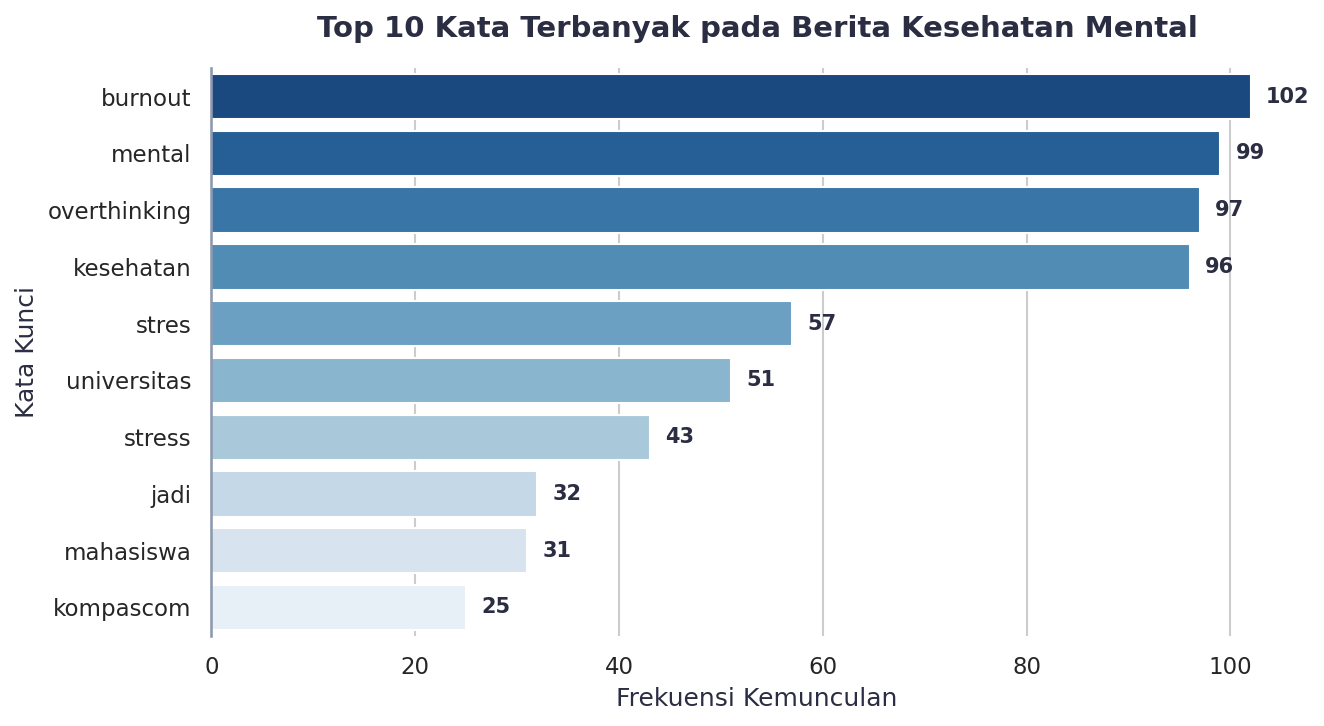 Top 10 Kata Terbanyak pada Berita Kesehatan Mental
Kata Kunci
burnout 102
mental 99
overthinking 97
kesehatan 96
stres 57
universitas 51
stress 43
jadi 32
mahasiswa 31
kompascom 25
0 20 40 60 80 100
Frekuensi Kemunculan